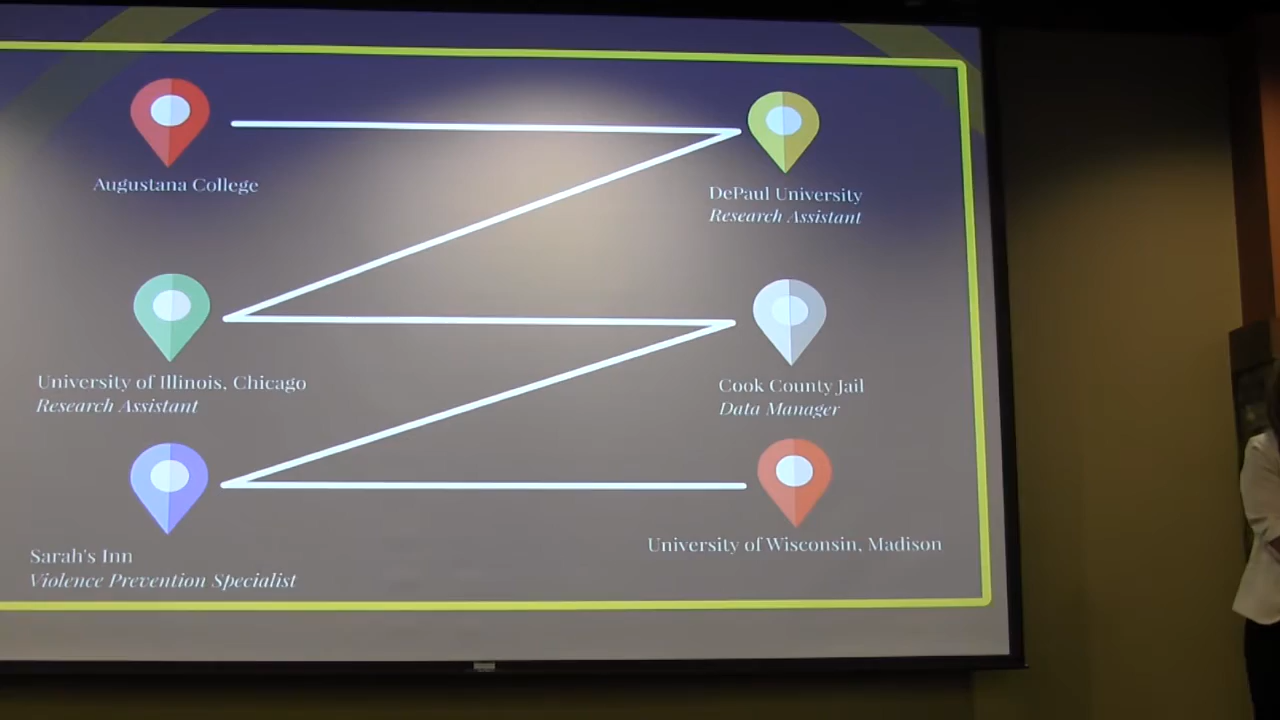 Augustana College
DePaul University
Research Assistant
University of Illinois, Chicago
Research Assistant
Cook County Jail
Data Manager
Sarah's Inn
Violence Prevention Specialist
University of Wisconsin, Madison